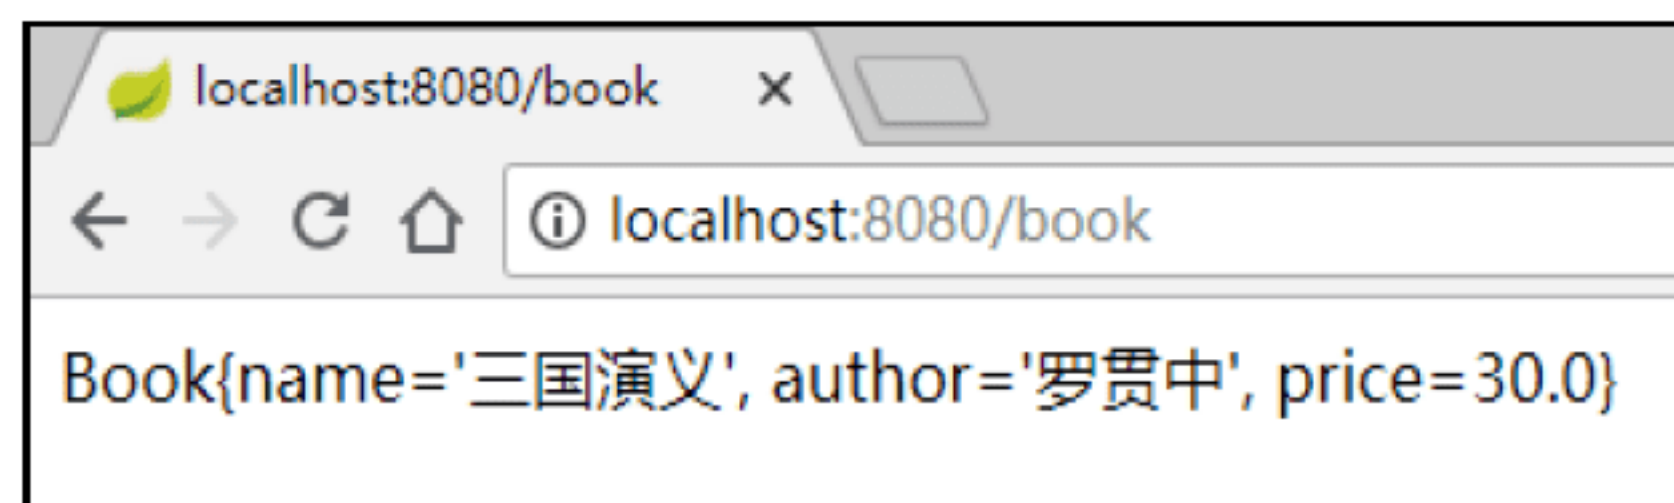 localhost:8080/book
localhost:8080/book
Book{name='三国演义', author='罗贯中', price=30.0}